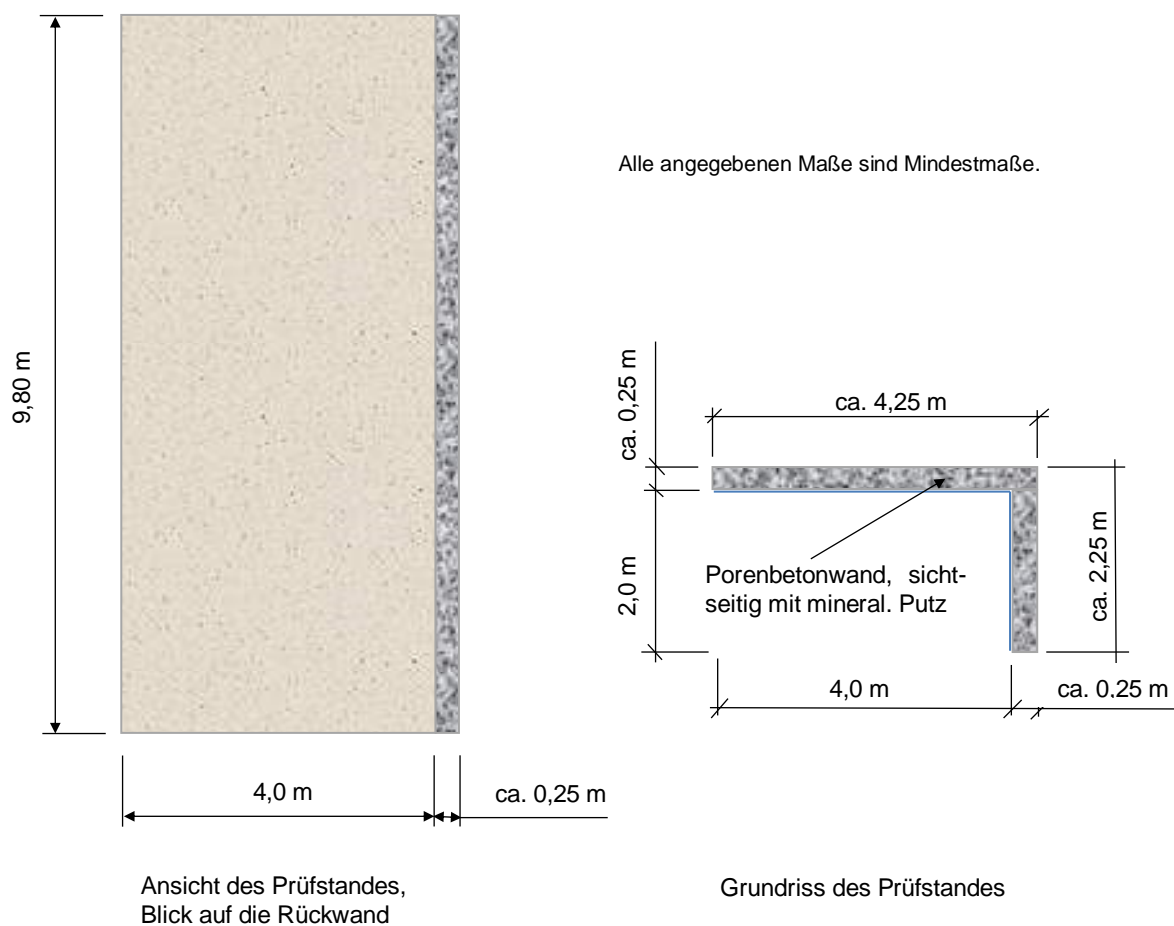 Alle angegebenen Maße sind Mindestmaße.
9,80 m
4,0 m
ca. 0,25 m
Ansicht des Prüfstandes,
Blick auf die Rückwand
ca. 0,25 m
ca. 4,25 m
2,0 m
Porenbetonwand, sicht-
seitig mit mineral. Putz
ca. 2,25 m
4,0 m
ca. 0,25 m
Grundriss des Prüfstandes